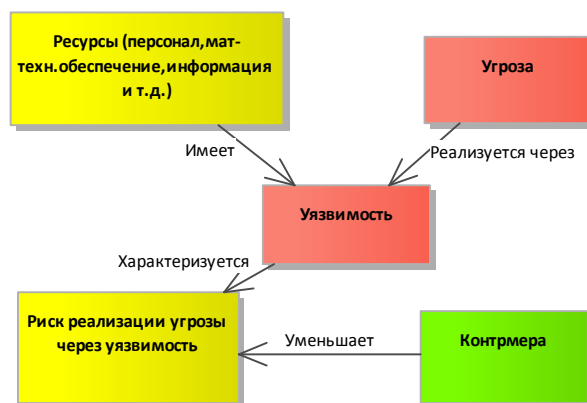 Ресурсы (персонал,мат-
техн.обеспечение,информация
и т.д.)
Угроза
Имеет
Реализуется через
Уязвимость
Характеризуется
Риск реализации угрозы
через уязвимость
Уменьшает
Контрмера